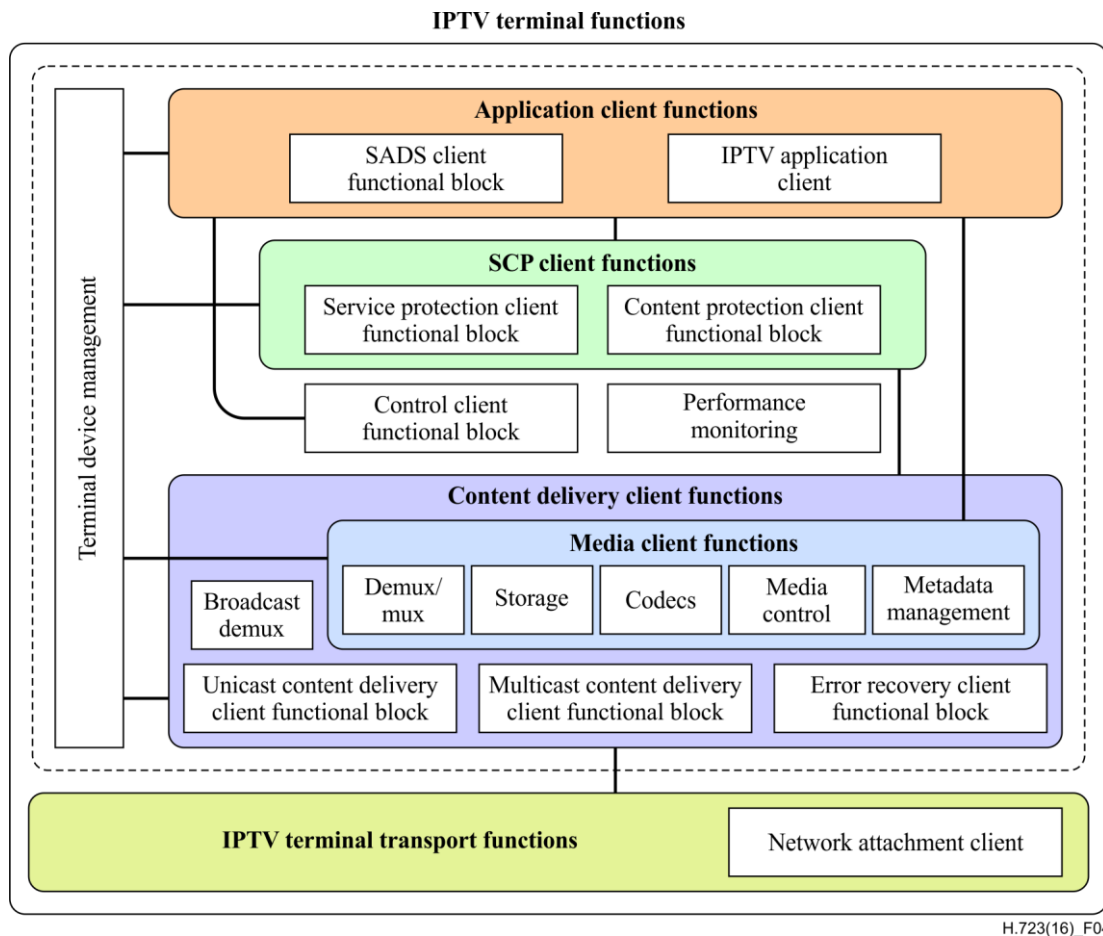 IPTV terminal functions
Terminal device management
Application client functions
SADS client
functional block
IPTV application
client
SCP client functions
Service protection client
functional block
Content protection client
functional block
Control client
functional block
Performance
monitoring
Content delivery client functions
Media client functions
Broadcast
demux
Demux/
mux
Storage
Codecs
Media
control
Metadata
management
Unicast content delivery
client functional block
Multicast content delivery
client functional block
Error recovery client
functional block
IPTV terminal transport functions
Network attachment client